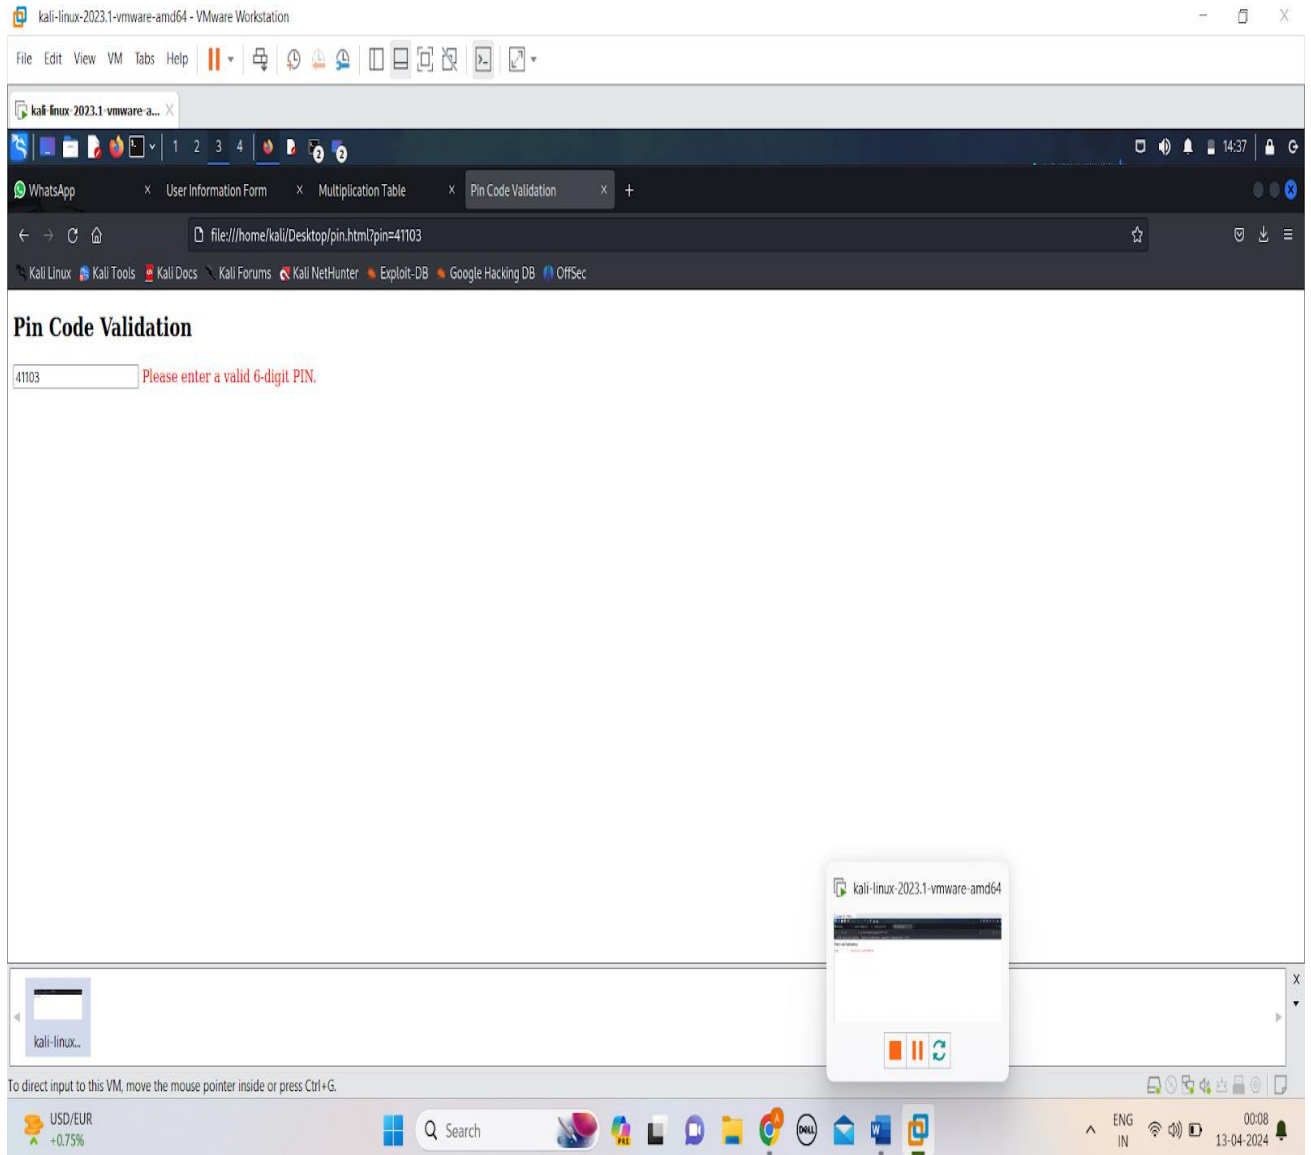 kali-linux-2023.1-vmware-amd64 - VMware Workstation
File Edit View VM Tabs Help
kali-linux-2023.1-vmware-a...
1 2 3 4 2 2 14:37
WhatsApp User Information Form Multiplication Table Pin Code Validation
file:///home/kali/Desktop/pin.html?pin=41103
Kali Linux Kali Tools Kali Docs Kali Forums Kali NetHunter Exploit-DB Google Hacking DB OffSec
Pin Code Validation
41103 Please enter a valid 6-digit PIN.
kali-linux-2023.1-vmware-amd64
kali-linux...
To direct input to this VM, move the mouse pointer inside or press Ctrl+G.
USD/EUR
+0.75%
Search
PRE
DELL
W
ENG
IN
00:08
13-04-2024